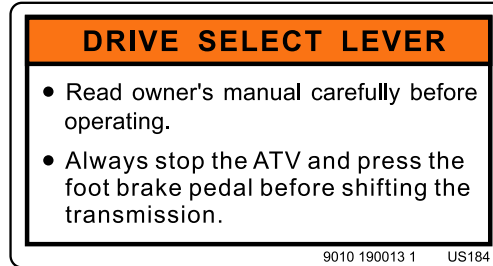 DRIVE SELECT LEVER
• Read owner's manual carefully before
operating.
• Always stop the ATV and press the
foot brake pedal before shifting the
transmission.
9010 190013 1 US184